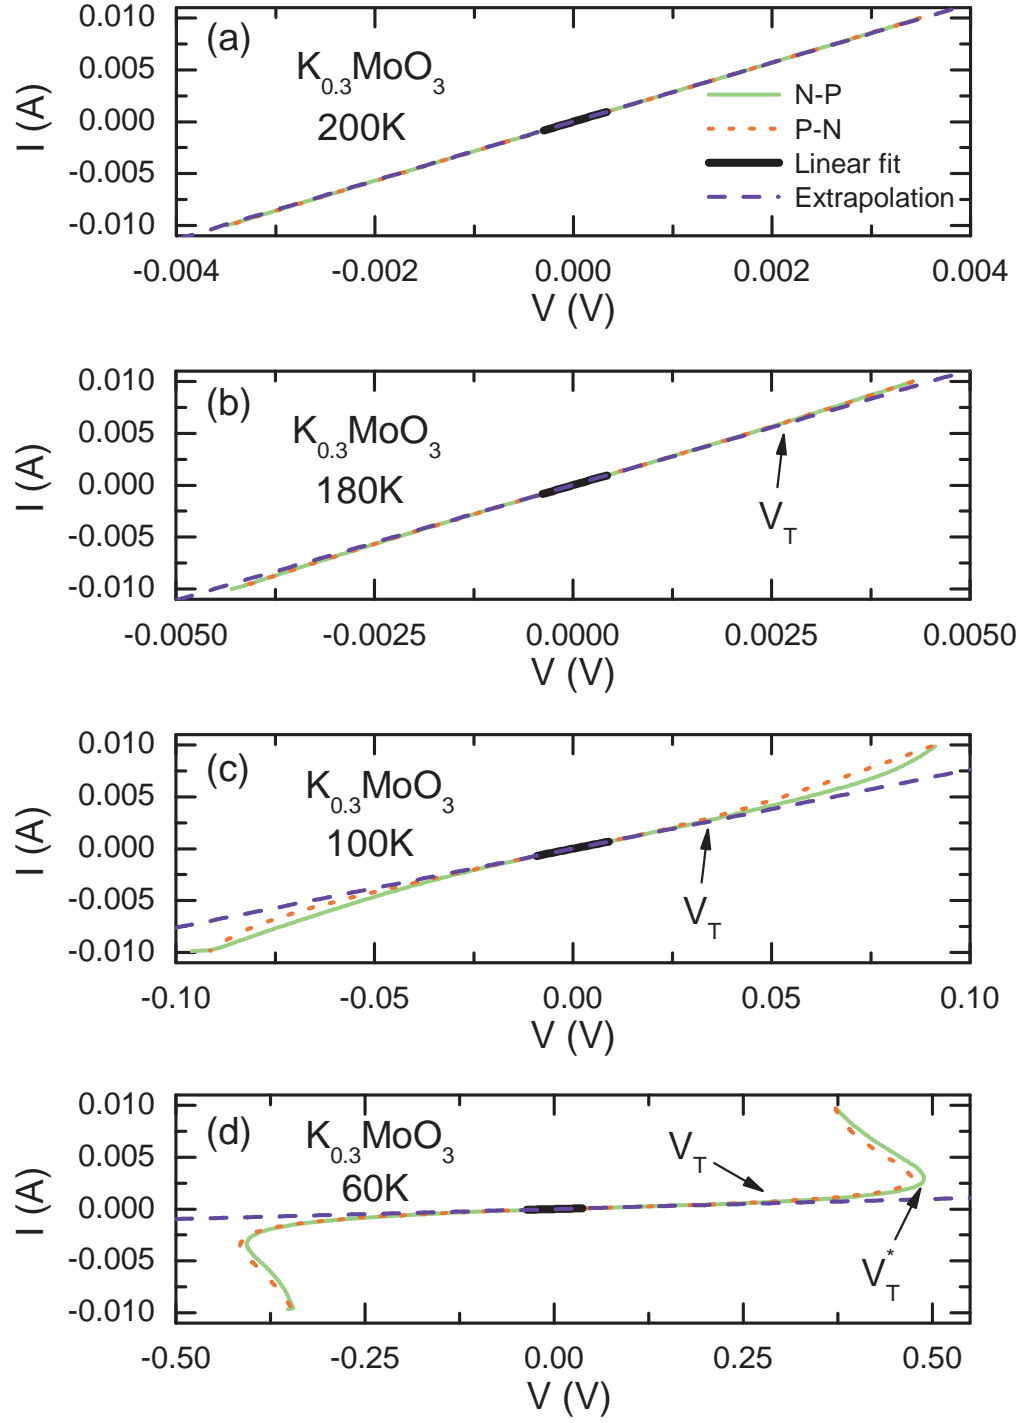 (a)
K0.3MoO3
200K
N-P
P-N
Linear fit
Extrapolation
0.010
0.005
0.000
-0.005
-0.010
I (A)
-0.004 -0.002 0.000 0.002 0.004
V (V)
(b)
K0.3MoO3
180K
VT
0.010
0.005
0.000
-0.005
-0.010
I (A)
-0.0050 -0.0025 0.0000 0.0025 0.0050
V (V)
(c)
K0.3MoO3
100K
VT
0.010
0.005
0.000
-0.005
-0.010
I (A)
-0.10 -0.05 0.00 0.05 0.10
V (V)
(d)
K0.3MoO3
60K
VT
VT*
0.010
0.005
0.000
-0.005
-0.010
I (A)
-0.50 -0.25 0.00 0.25 0.50
V (V)